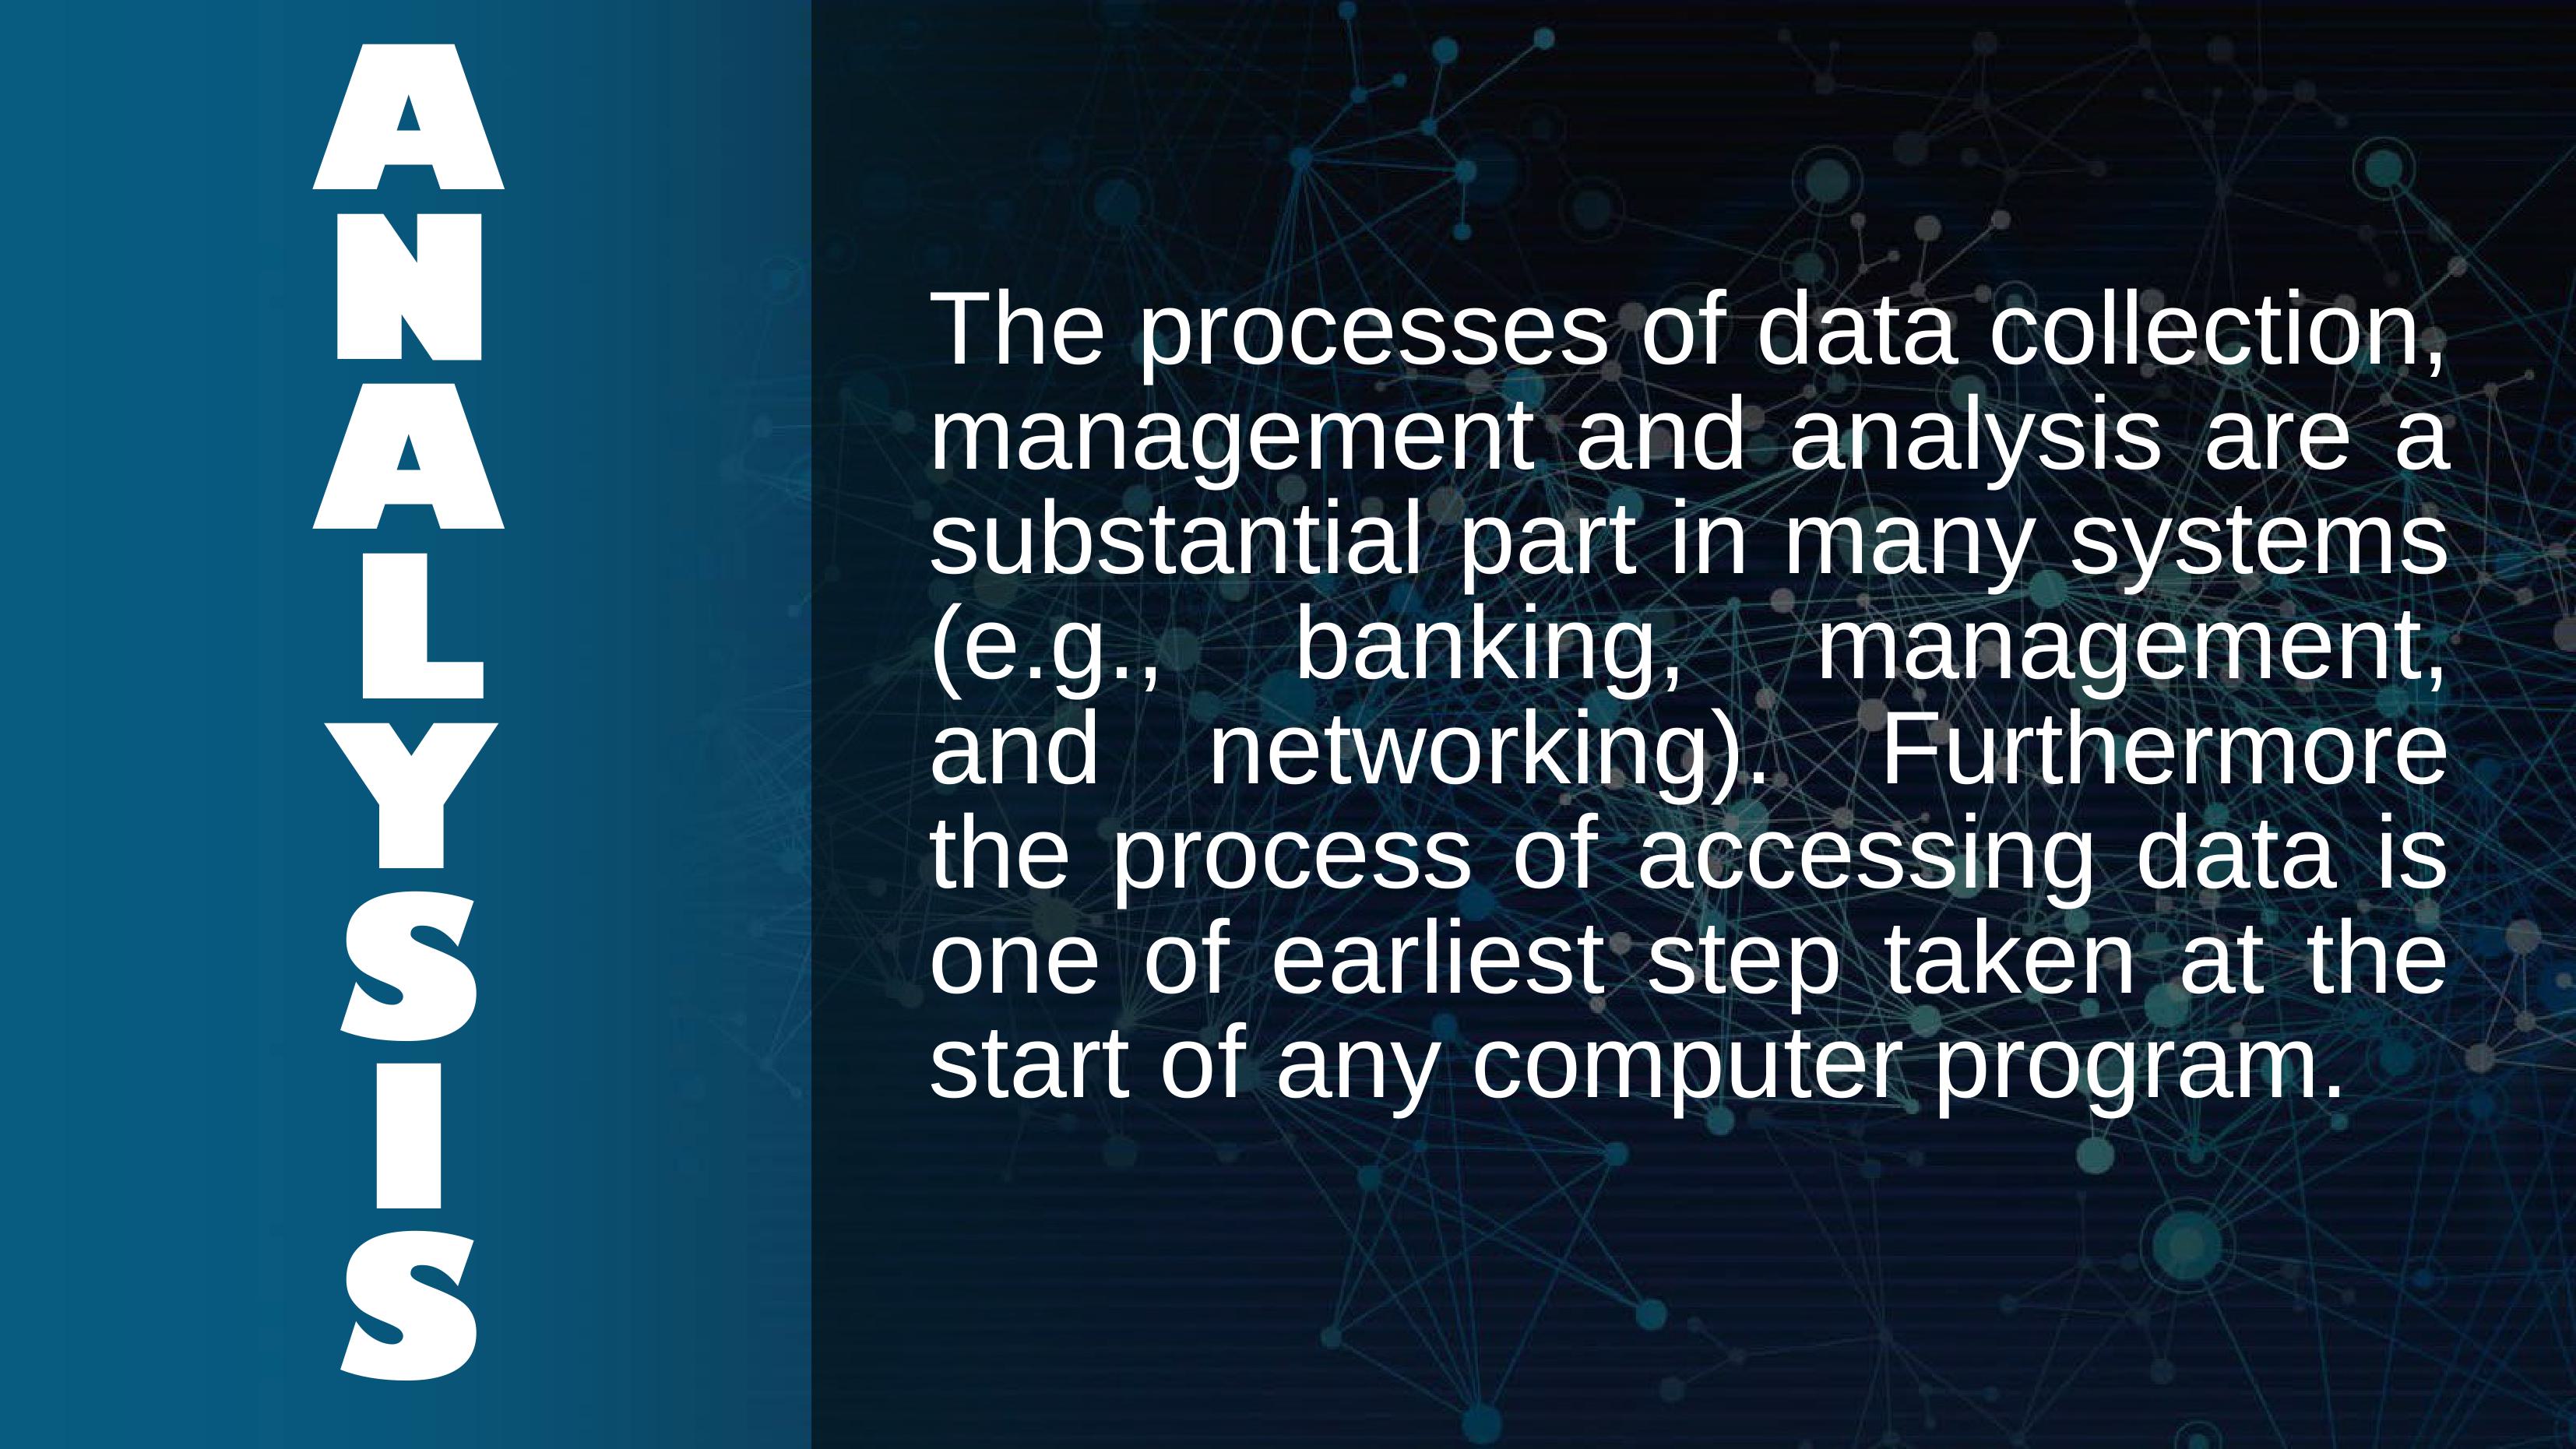 ANALYSIS
The processes of data collection,
management and analysis are a
substantial part in many systems
(e.g., banking, management,
and networking). Furthermore
the process of accessing data is
one of earliest step taken at the
start of any computer program.